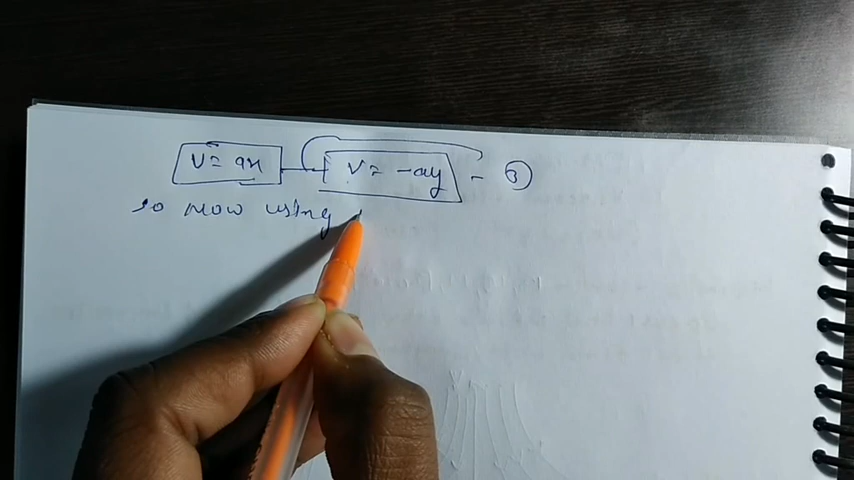 U = ax V = -ay - ③
so now using